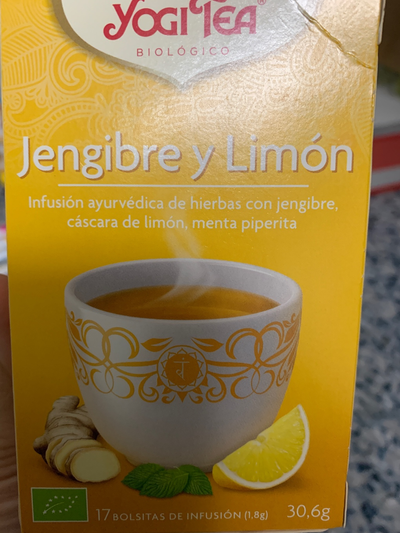 YOGI TEA®
BIOLÓGICO
Jengibre y Limón
Infusión ayurvédica de hierbas con jengibre,
cáscara de limón, menta piperita
17 BOLSITAS DE INFUSIÓN (1,8g) 30,6g